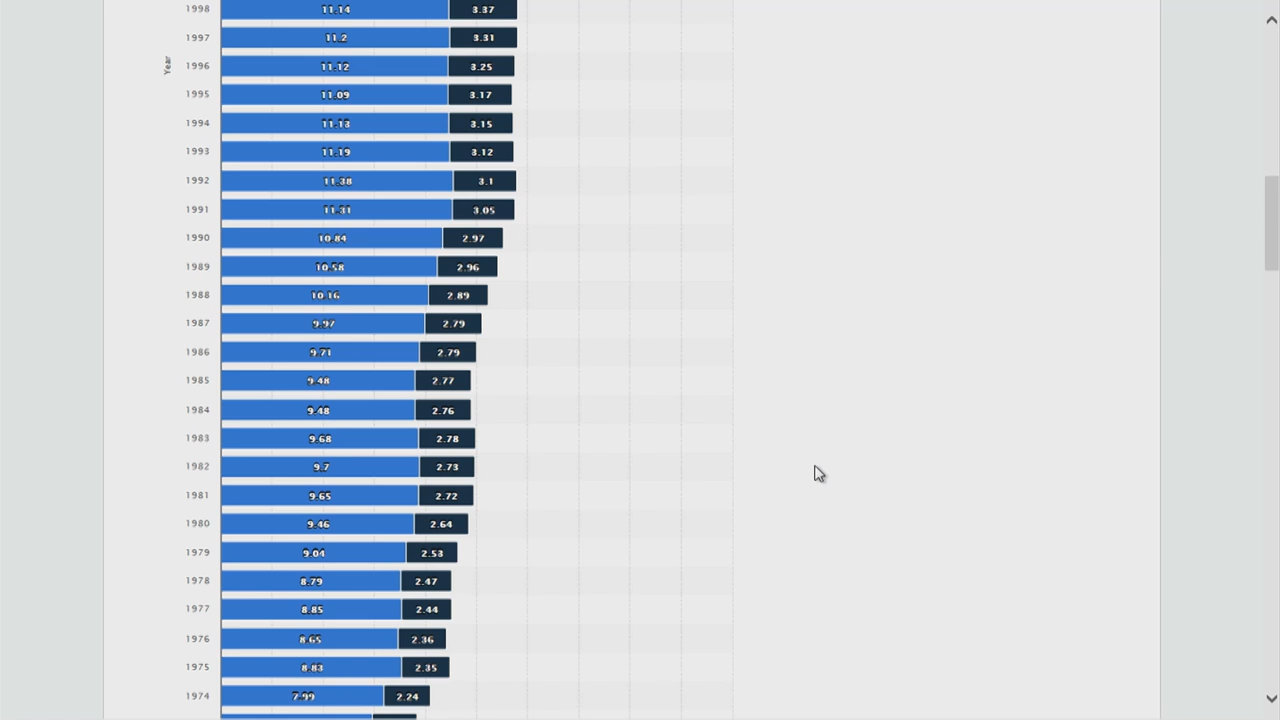 1998 11.14 3.37
1997 11.2 3.31
Year
1996 11.12 3.25
1995 11.09 3.17
1994 11.13 3.15
1993 11.19 3.12
1992 11.38 3.1
1991 11.31 3.05
1990 10.84 2.97
1989 10.58 2.96
1988 10.16 2.89
1987 9.97 2.79
1986 9.71 2.79
1985 9.48 2.77
1984 9.48 2.76
1983 9.68 2.78
1982 9.7 2.73
1981 9.65 2.72
1980 9.46 2.64
1979 9.04 2.53
1978 8.79 2.47
1977 8.85 2.44
1976 8.65 2.36
1975 8.83 2.35
1974 7.99 2.24